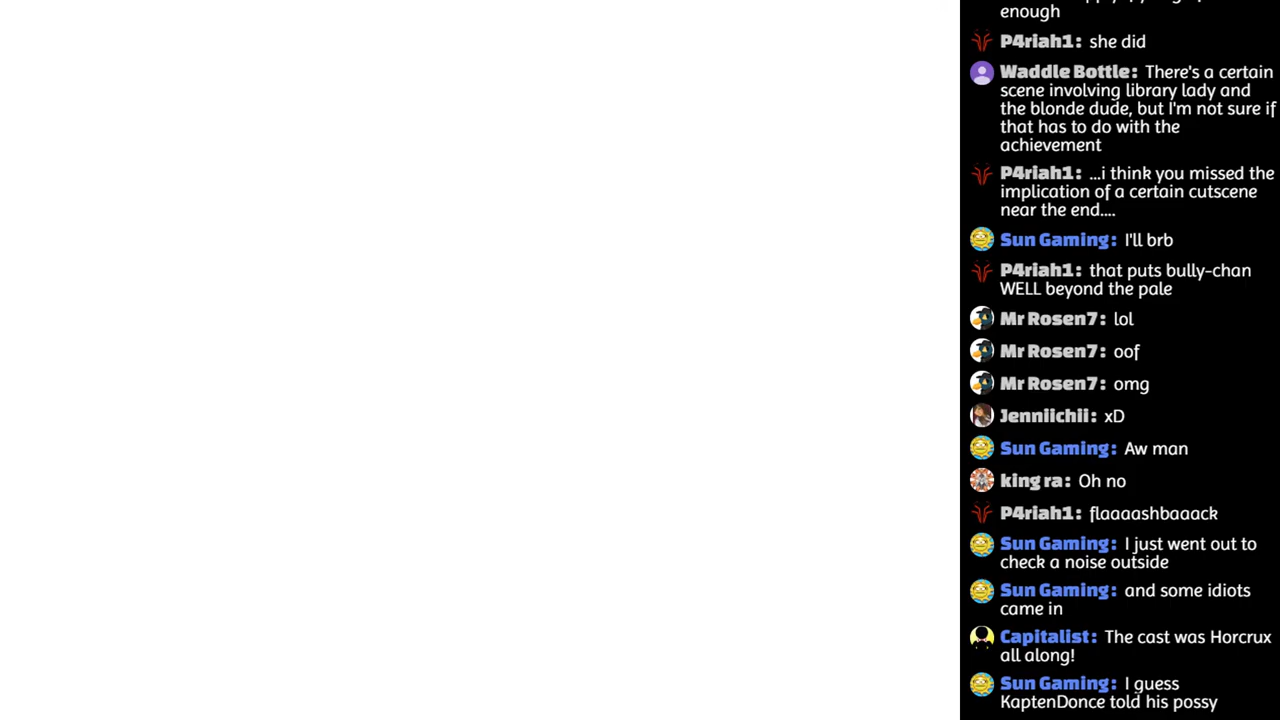 enough
P4riah1: she did
Waddle Bottle: There's a certain
scene involving library lady and
the blonde dude, but I'm not sure if
that has to do with the
achievement
P4riah1: ...i think you missed the
implication of a certain cutscene
near the end....
Sun Gaming: I'll brb
P4riah1: that puts bully-chan
WELL beyond the pale
Mr Rosen7: lol
Mr Rosen7: oof
Mr Rosen7: omg
Jenniichii: xD
Sun Gaming: Aw man
king ra: Oh no
P4riah1: flaaaashbaaack
Sun Gaming: I just went out to
check a noise outside
Sun Gaming: and some idiots
came in
Capitalist: The cast was Horcrux
all along!
Sun Gaming: I guess
KaptenDonce told his possy